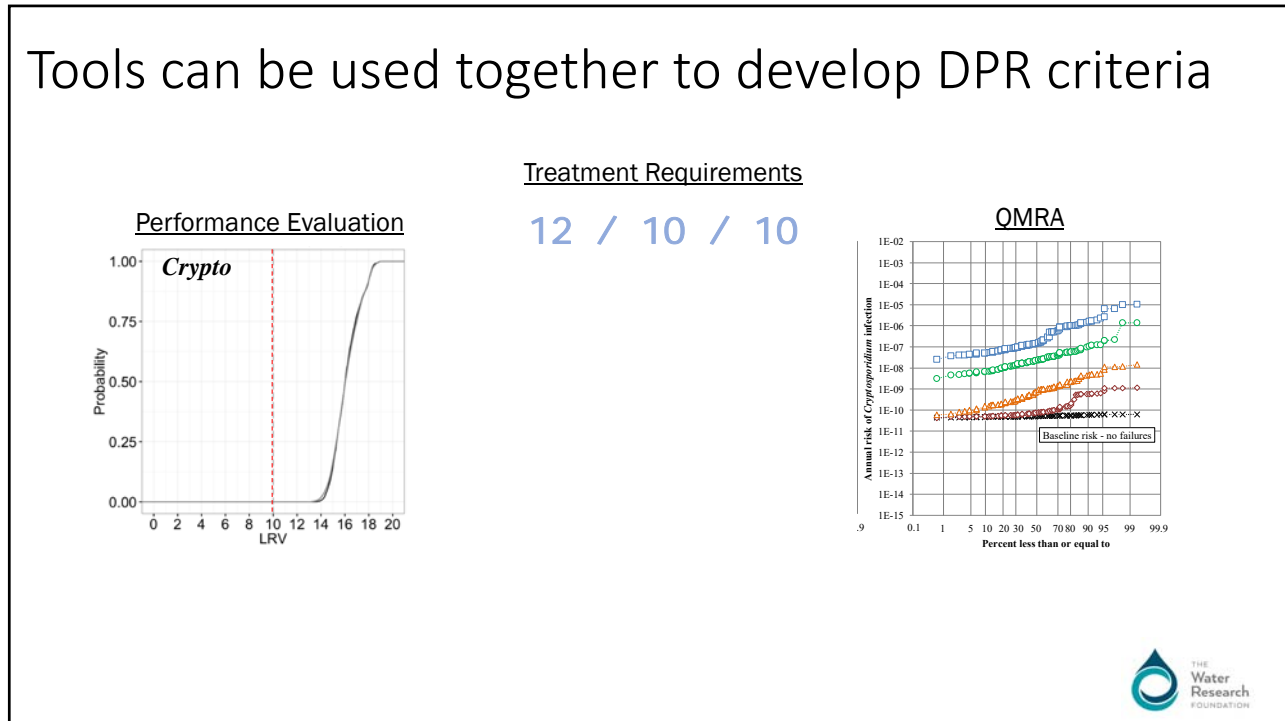 Tools can be used together to develop DPR criteria
Treatment Requirements
12 / 10 / 10
Performance Evaluation
Crypto
Probability
1.00
0.75
0.50
0.25
0.00
0 2 4 6 8 10 12 14 16 18 20
LRV
QMRA
Annual risk of Cryptosporidium infection
1E-02
1E-03
1E-04
1E-05
1E-06
1E-07
1E-08
1E-09
1E-10
1E-11
1E-12
1E-13
1E-14
1E-15
Baseline risk - no failures
.9 0.1 1 5 10 20 30 50 70 80 90 95 99 99.9
Percent less than or equal to
THE
Water
Research
FOUNDATION